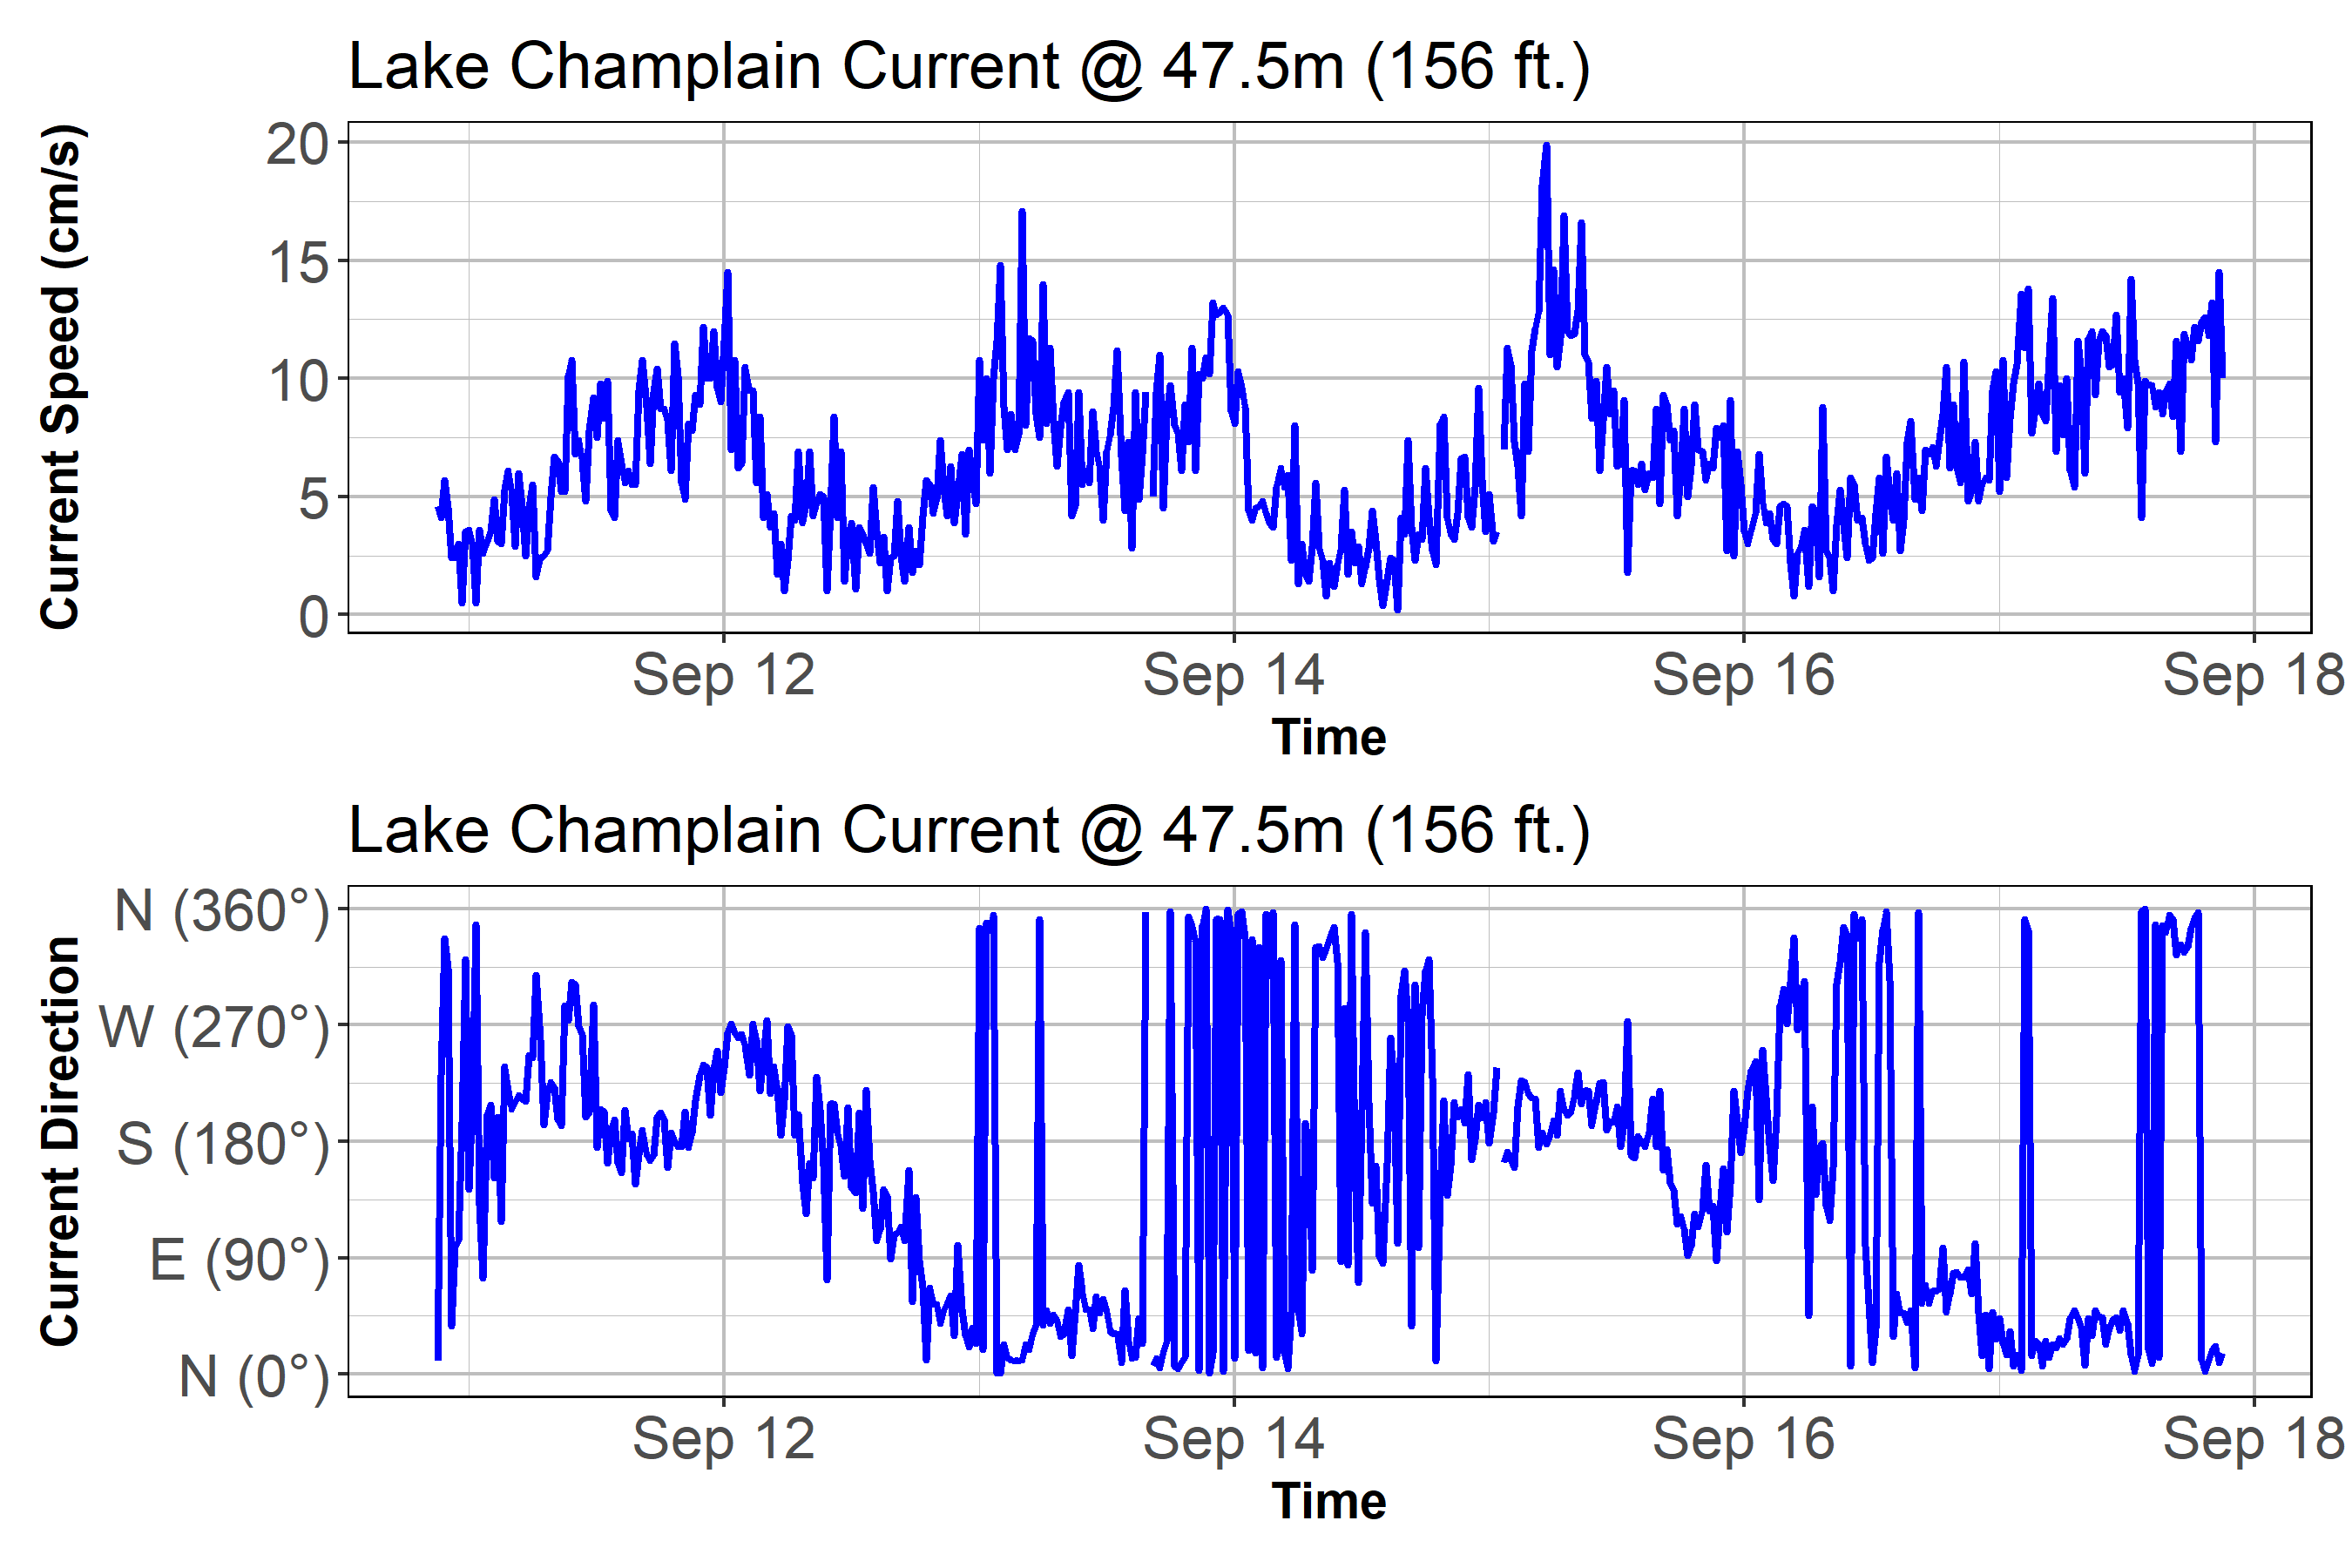 Lake Champlain Current @ 47.5m (156 ft.)
Current Speed (cm/s)
20
15
10
5
0
Sep 12 Sep 14 Sep 16 Sep 18
Time
Lake Champlain Current @ 47.5m (156 ft.)
Current Direction
N (360°)
W (270°)
S (180°)
E (90°)
N (0°)
Sep 12 Sep 14 Sep 16 Sep 18
Time